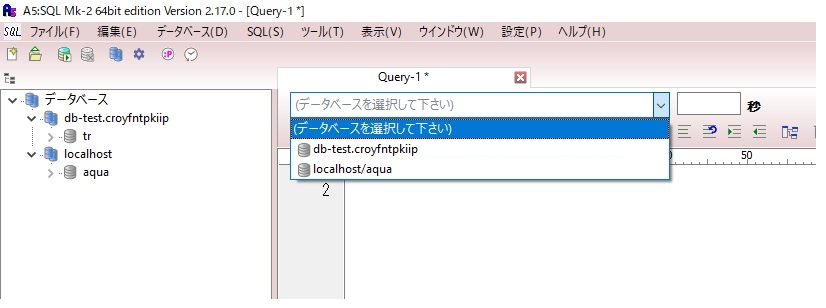 A5:SQL Mk-2 64bit edition Version 2.17.0 - [Query-1 *]
SQL ファイル(F) 編集(E) データベース(D) SQL(S) ツール(T) 表示(V) ウインドウ(W) 設定(P) ヘルプ(H)
:P
Query-1 *
データベース
(データベースを選択して下さい) 秒
db-test.croyfntpkiip
(データベースを選択して下さい)
tr
db-test.croyfntpkiip
localhost
localhost/aqua
50
aqua
2